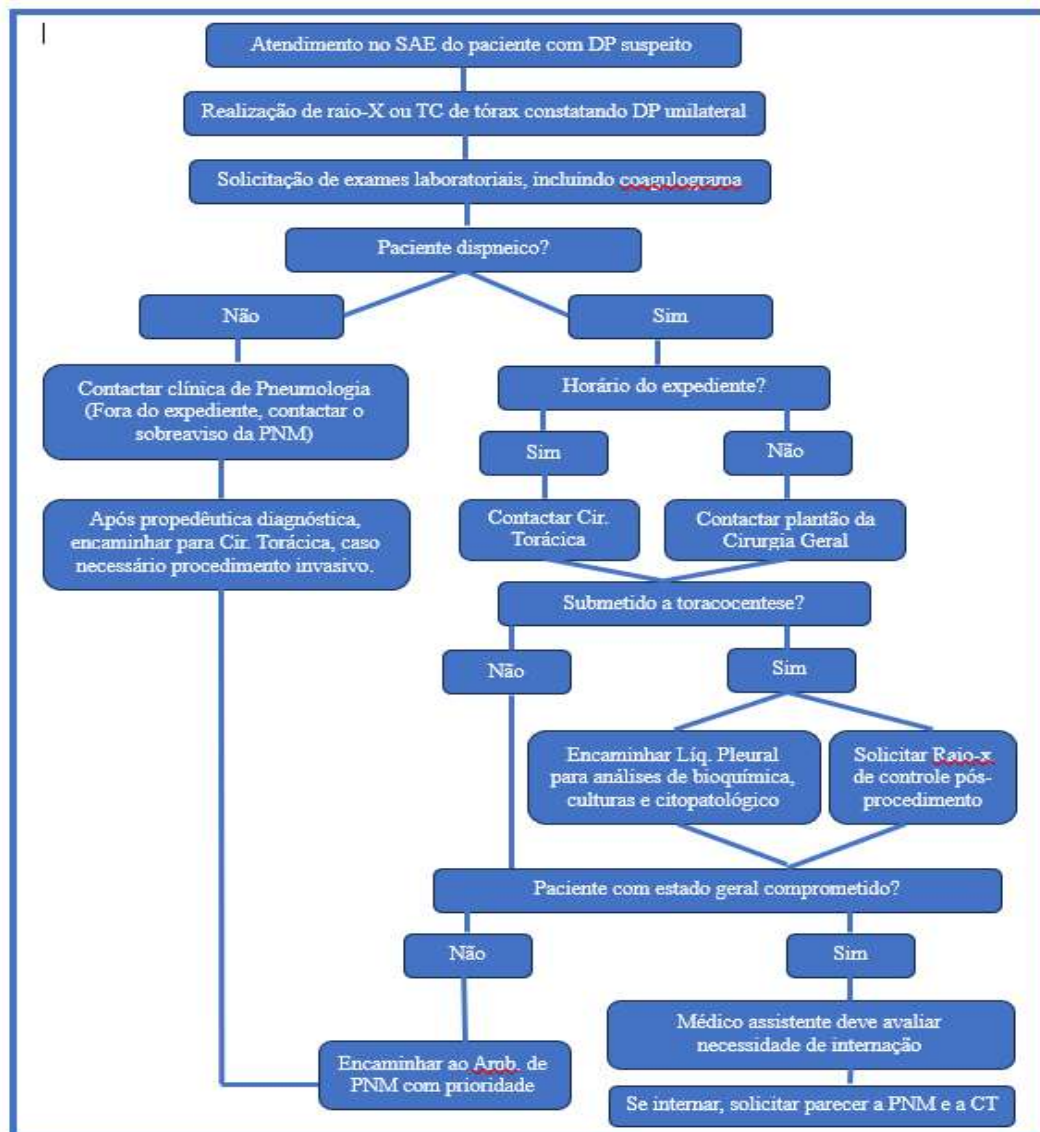 Atendimento no SAE do paciente com DP suspeito
Realização de raio-X ou TC de tórax constatando DP unilateral
Solicitação de exames laboratoriais, incluindo coagulograma
Paciente dispneico?
Não
Sim
Contactar clínica de Pneumologia
(Fora do expediente, contactar o
sobreaviso da PNM)
Horário do expediente?
Sim
Não
Após propedêutica diagnóstica,
encaminhar para Cir. Torácica, caso
necessário procedimento invasivo.
Contactar Cir.
Torácica
Contactar plantão da
Cirurgia Geral
Submetido a toracocentese?
Não
Sim
Encaminhar Líq. Pleural
para análises de bioquímica,
culturas e citopatológico
Solicitar Raio-x
de controle pós-
procedimento
Paciente com estado geral comprometido?
Não
Sim
Encaminhar ao Amb. de
PNM com prioridade
Médico assistente deve avaliar
necessidade de internação
Se internar, solicitar parecer a PNM e a CT